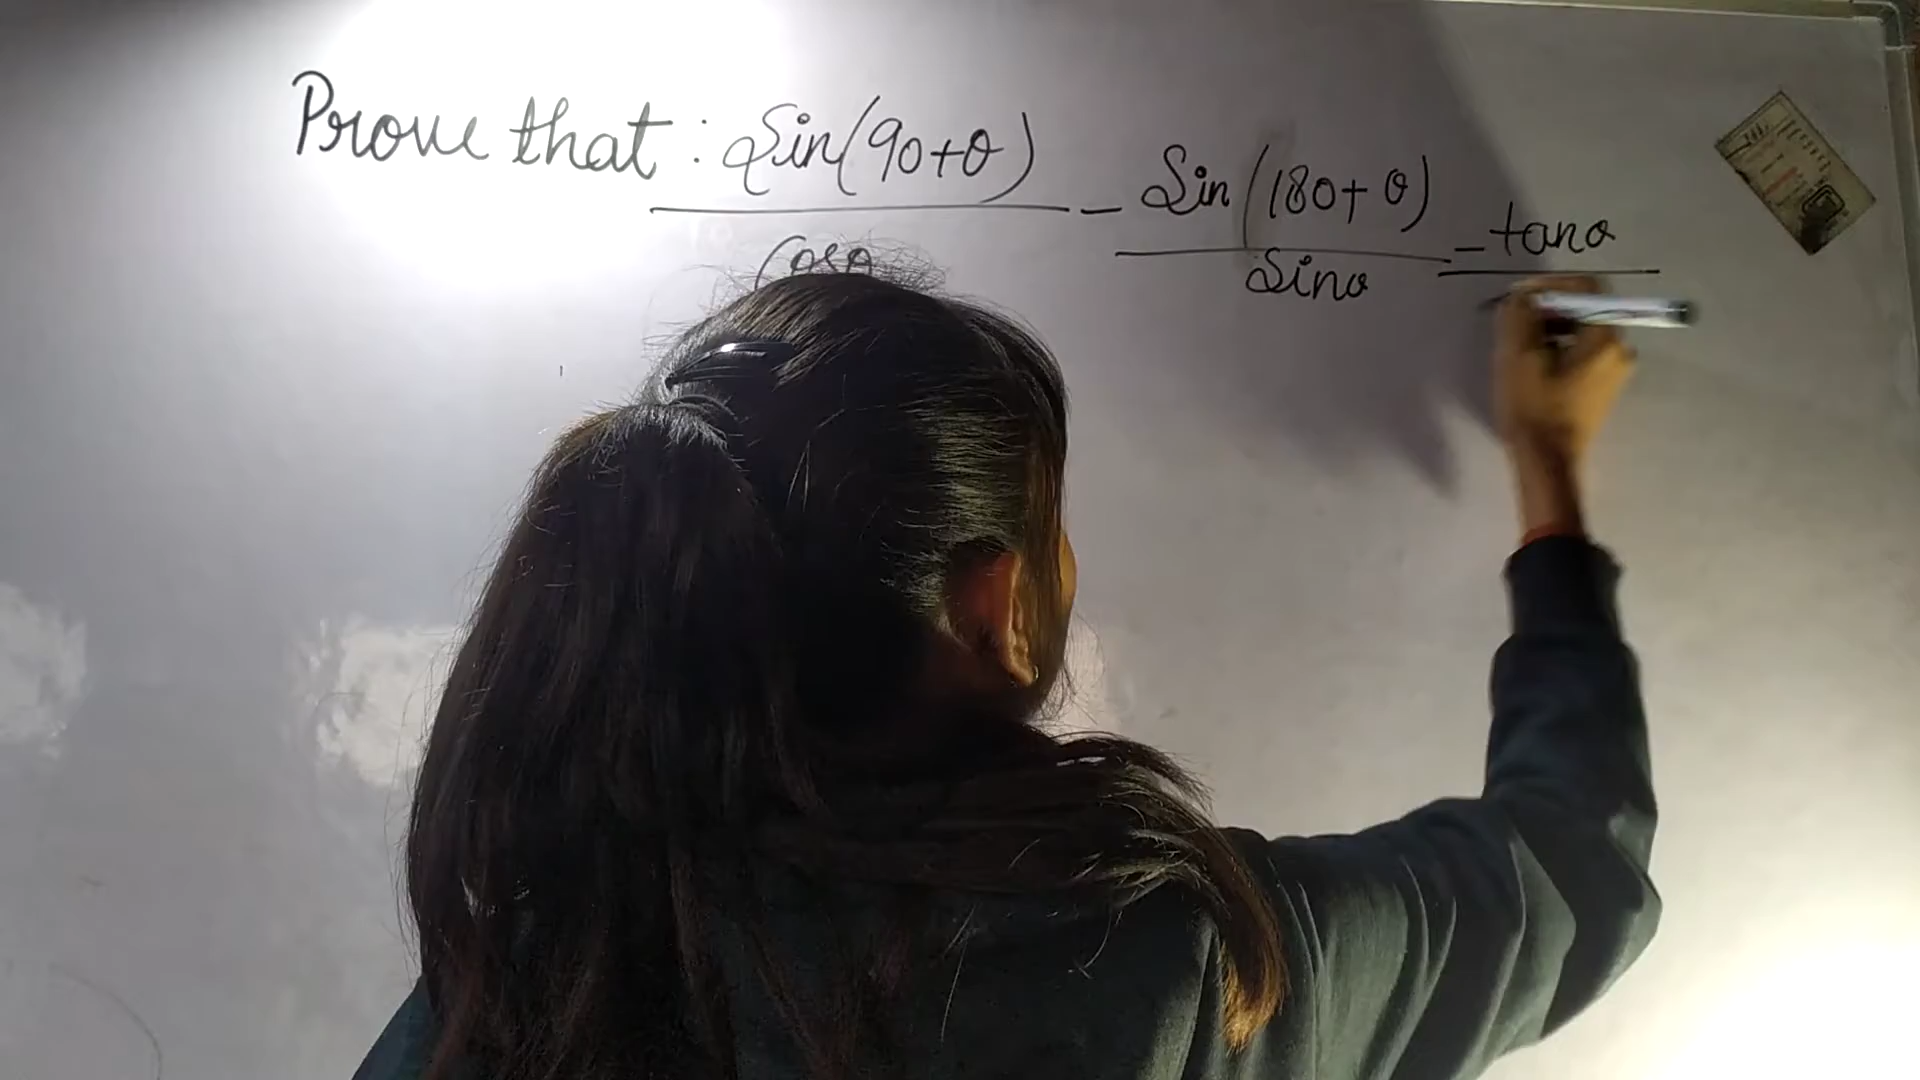 Prove that : Sin(90+θ) - Sin(180+θ) - tanθ
Cosθ Sinθ